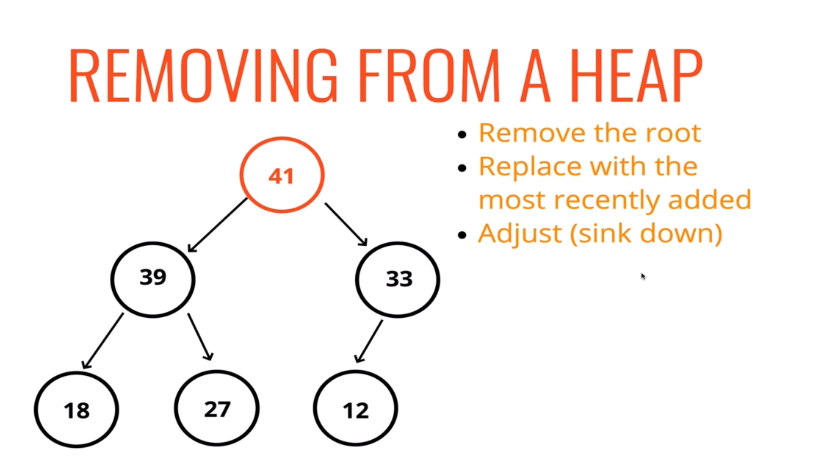 REMOVING FROM A HEAP
• Remove the root
• Replace with the
most recently added
• Adjust (sink down)
41
39
33
18
27
12